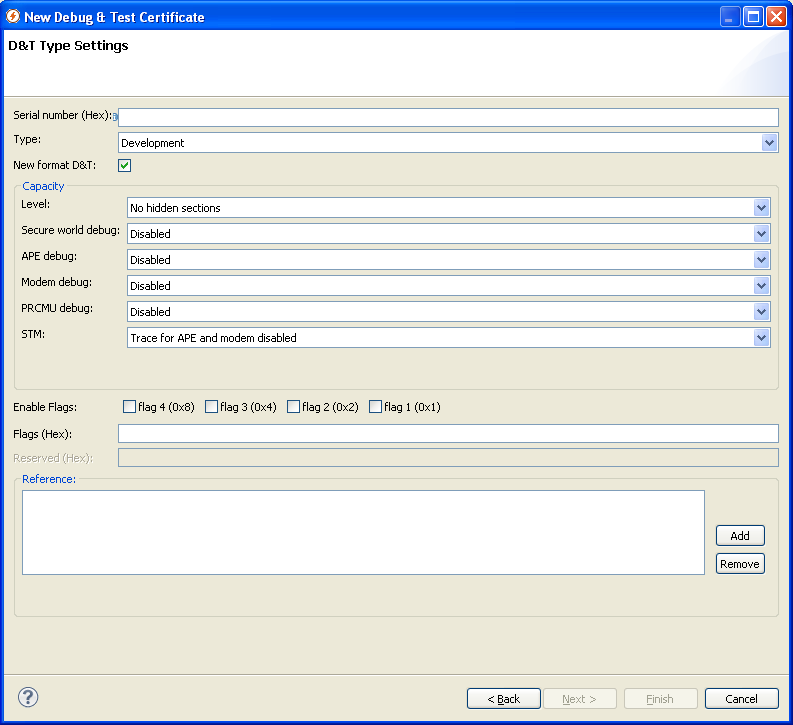 New Debug & Test Certificate
D&T Type Settings
Serial number (Hex):
Type: Development
New format D&T:
Capacity
Level: No hidden sections
Secure world debug: Disabled
APE debug: Disabled
Modem debug: Disabled
PRCMU debug: Disabled
STM: Trace for APE and modem disabled
Enable Flags: flag 4 (0x8) flag 3 (0x4) flag 2 (0x2) flag 1 (0x1)
Flags (Hex):
Reserved (Hex):
Reference:
Add
Remove
? < Back Next > Finish Cancel